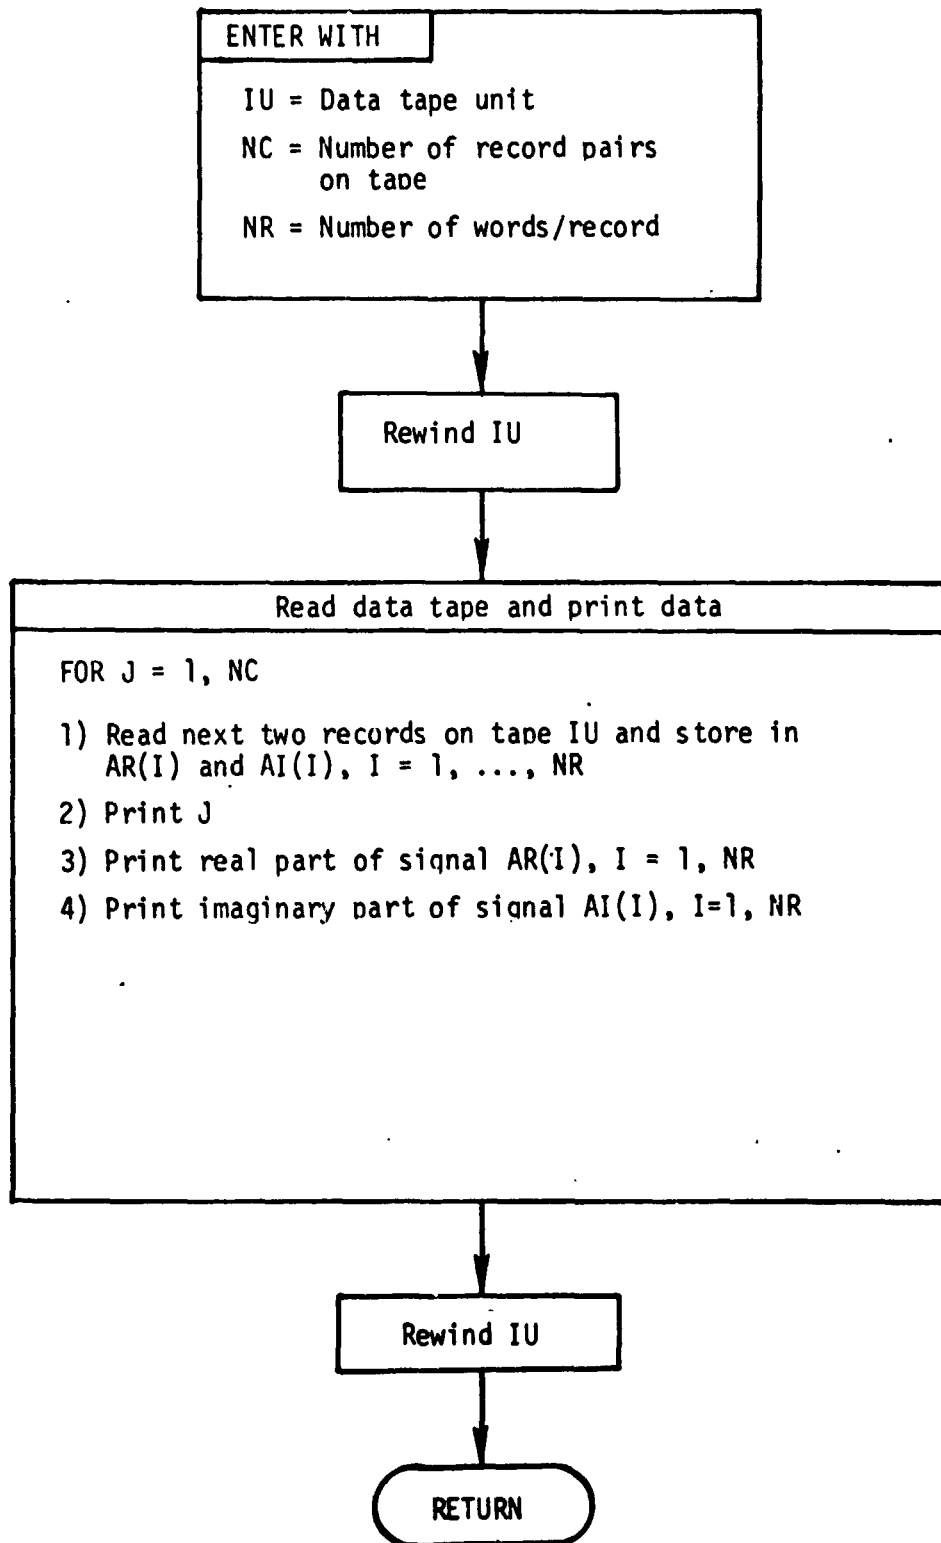 ENTER WITH
IU = Data tape unit
NC = Number of record pairs
on tape
NR = Number of words/record
Rewind IU
Read data tape and print data
FOR J = 1, NC
1) Read next two records on tape IU and store in
AR(I) and AI(I), I = 1, ..., NR
2) Print J
3) Print real part of signal AR(I), I = 1, NR
4) Print imaginary part of signal AI(I), I=1, NR
Rewind IU
RETURN